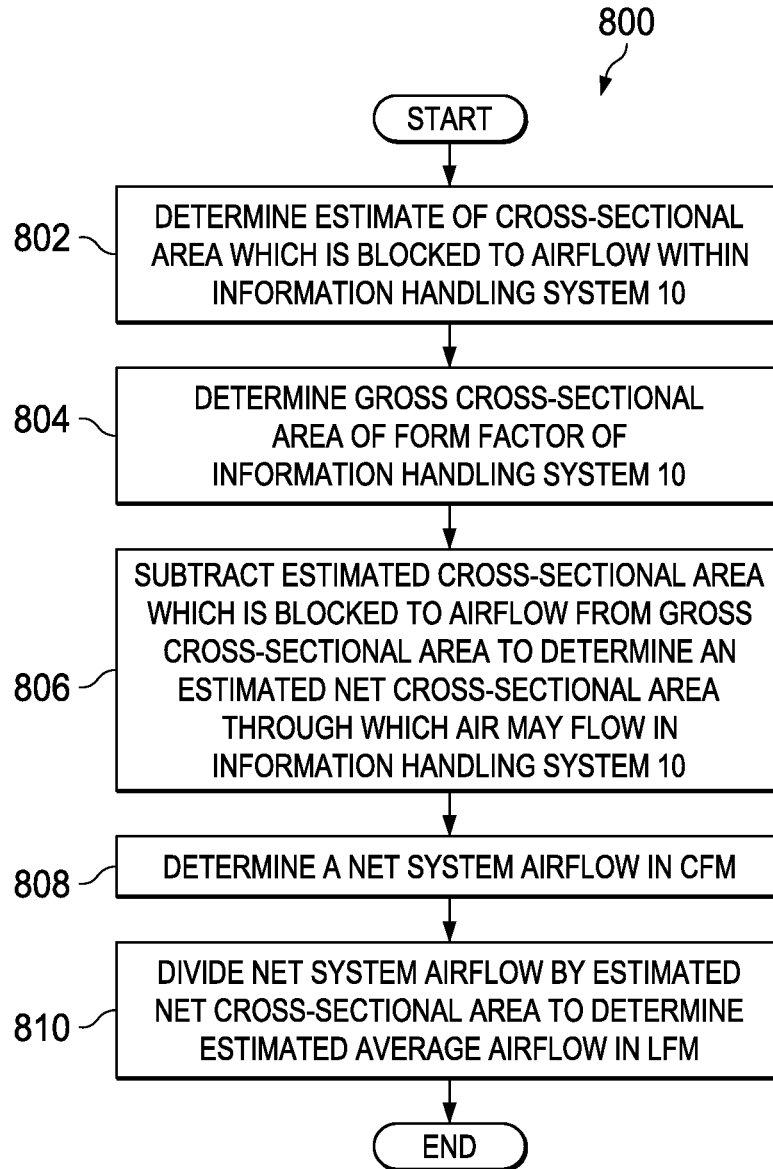 800
START
802
DETERMINE ESTIMATE OF CROSS-SECTIONAL
AREA WHICH IS BLOCKED TO AIRFLOW WITHIN
INFORMATION HANDLING SYSTEM 10
804
DETERMINE GROSS CROSS-SECTIONAL
AREA OF FORM FACTOR OF
INFORMATION HANDLING SYSTEM 10
806
SUBTRACT ESTIMATED CROSS-SECTIONAL AREA
WHICH IS BLOCKED TO AIRFLOW FROM GROSS
CROSS-SECTIONAL AREA TO DETERMINE AN
ESTIMATED NET CROSS-SECTIONAL AREA
THROUGH WHICH AIR MAY FLOW IN
INFORMATION HANDLING SYSTEM 10
808
DETERMINE A NET SYSTEM AIRFLOW IN CFM
810
DIVIDE NET SYSTEM AIRFLOW BY ESTIMATED
NET CROSS-SECTIONAL AREA TO DETERMINE
ESTIMATED AVERAGE AIRFLOW IN LFM
END